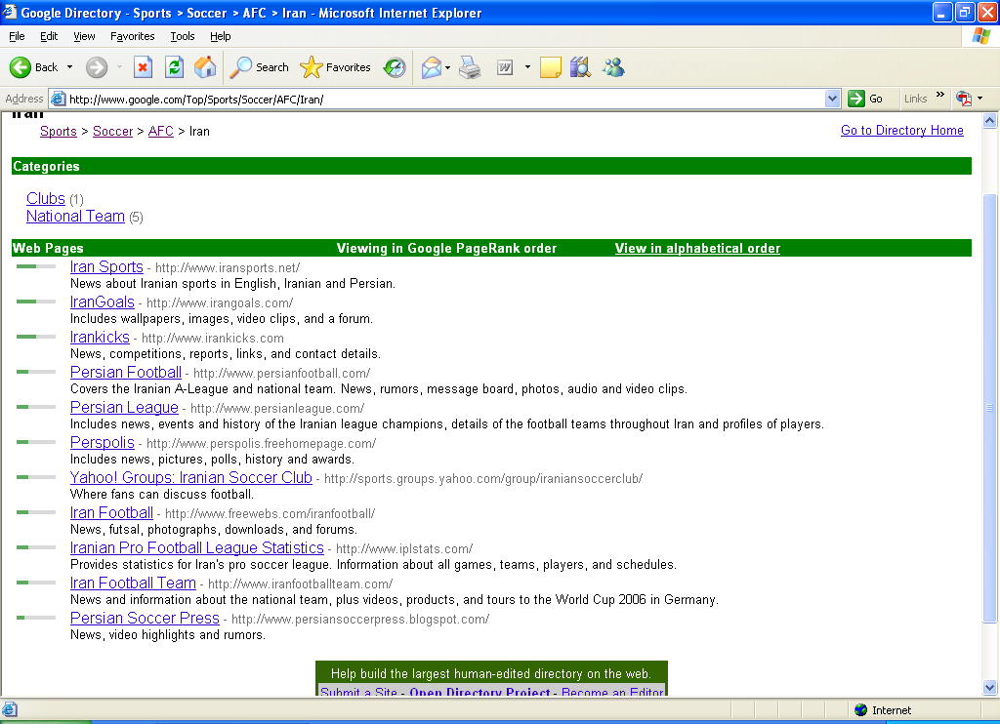 Google Directory - Sports > Soccer > AFC > Iran - Microsoft Internet Explorer
File Edit View Favorites Tools Help
Back Search Favorites W
Address http://www.google.com/Top/Sports/Soccer/AFC/Iran/ Go Links »
Iran
Sports > Soccer > AFC > Iran Go to Directory Home
Categories
Clubs (1)
National Team (5)
Web Pages Viewing in Google PageRank order View in alphabetical order
Iran Sports - http://www.iransports.net/
News about Iranian sports in English, Iranian and Persian.
IranGoals - http://www.irangoals.com/
Includes wallpapers, images, video clips, and a forum.
Irankicks - http://www.irankicks.com
News, competitions, reports, links, and contact details.
Persian Football - http://www.persianfootball.com/
Covers the Iranian A-League and national team. News, rumors, message board, photos, audio and video clips.
Persian League - http://www.persianleague.com/
Includes news, events and history of the Iranian league champions, details of the football teams throughout Iran and profiles of players.
Perspolis - http://www.perspolis.freehomepage.com/
Includes news, pictures, polls, history and awards.
Yahoo! Groups: Iranian Soccer Club - http://sports.groups.yahoo.com/group/iraniansoccerclub/
Where fans can discuss football.
Iran Football - http://www.freewebs.com/iranfootball/
News, futsal, photographs, downloads, and forums.
Iranian Pro Football League Statistics - http://www.iplstats.com/
Provides statistics for Iran's pro soccer league. Information about all games, teams, players, and schedules.
Iran Football Team - http://www.iranfootballteam.com/
News and information about the national team, plus videos, products, and tours to the World Cup 2006 in Germany.
Persian Soccer Press - http://www.persiansoccerpress.blogspot.com/
News, video highlights and rumors.
Help build the largest human-edited directory on the web.
Submit a Site - Open Directory Project - Become an Editor
Internet